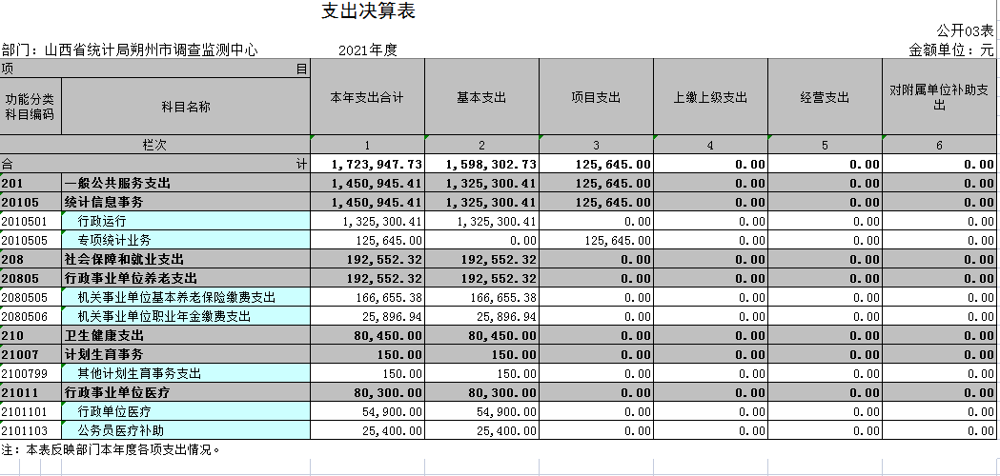 支出决算表
公开03表
部门：山西省统计局朔州市调查监测中心 2021年度 金额单位：元
项 目 本年支出合计 基本支出 项目支出 上缴上级支出 经营支出 对附属单位补助支出
功能分类科目编码 科目名称
栏次 1 2 3 4 5 6
合 计 1,723,947.73 1,598,302.73 125,645.00 0.00 0.00 0.00
201 一般公共服务支出 1,450,945.41 1,325,300.41 125,645.00 0.00 0.00 0.00
20105 统计信息事务 1,450,945.41 1,325,300.41 125,645.00 0.00 0.00 0.00
2010501 行政运行 1,325,300.41 1,325,300.41 0.00 0.00 0.00 0.00
2010505 专项统计业务 125,645.00 0.00 125,645.00 0.00 0.00 0.00
208 社会保障和就业支出 192,552.32 192,552.32 0.00 0.00 0.00 0.00
20805 行政事业单位养老支出 192,552.32 192,552.32 0.00 0.00 0.00 0.00
2080505 机关事业单位基本养老保险缴费支出 166,655.38 166,655.38 0.00 0.00 0.00 0.00
2080506 机关事业单位职业年金缴费支出 25,896.94 25,896.94 0.00 0.00 0.00 0.00
210 卫生健康支出 80,450.00 80,450.00 0.00 0.00 0.00 0.00
21007 计划生育事务 150.00 150.00 0.00 0.00 0.00 0.00
2100799 其他计划生育事务支出 150.00 150.00 0.00 0.00 0.00 0.00
21011 行政事业单位医疗 80,300.00 80,300.00 0.00 0.00 0.00 0.00
2101101 行政单位医疗 54,900.00 54,900.00 0.00 0.00 0.00 0.00
2101103 公务员医疗补助 25,400.00 25,400.00 0.00 0.00 0.00 0.00
注：本表反映部门本年度各项支出情况。